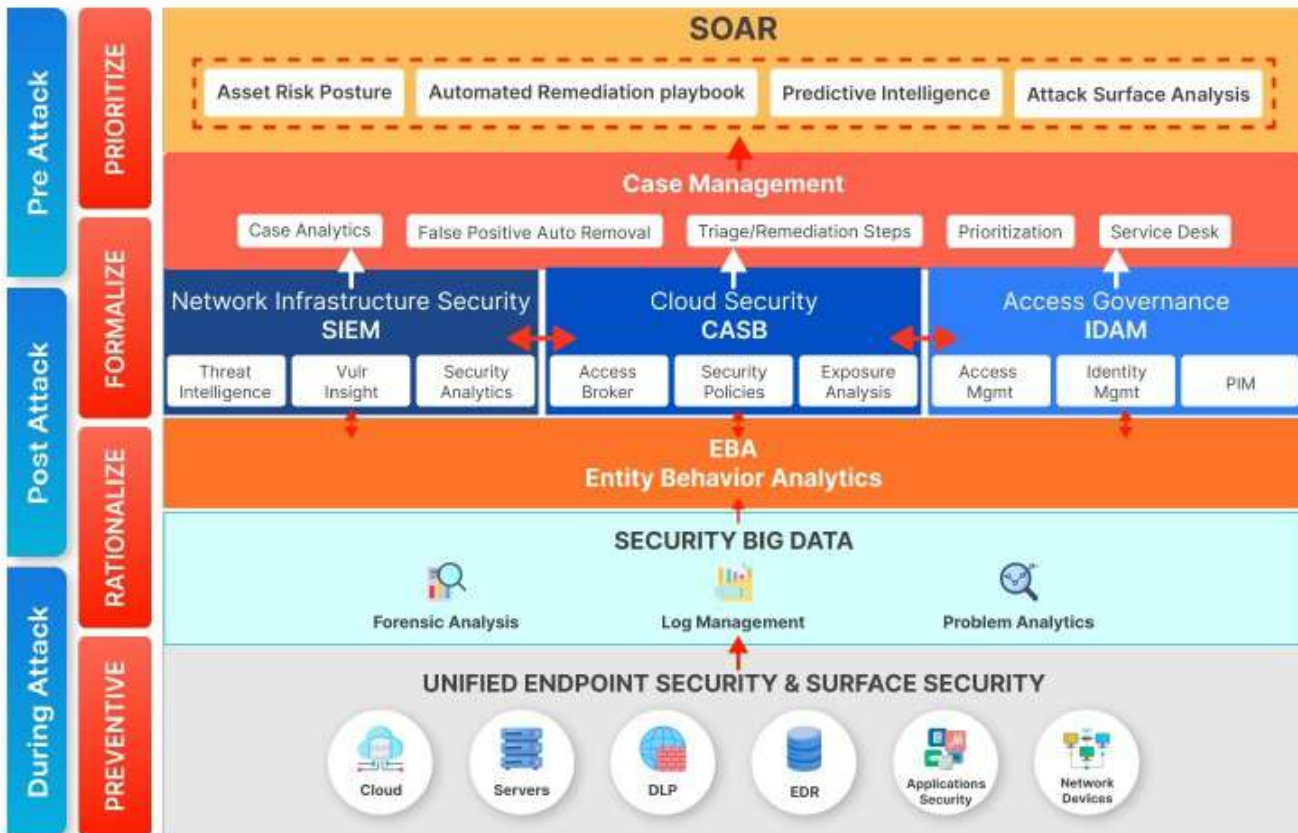 Pre Attack
Post Attack
During Attack
PRIORITIZE
FORMALIZE
RATIONALIZE
PREVENTIVE
SOAR
Asset Risk Posture
Automated Remediation playbook
Predictive Intelligence
Attack Surface Analysis
Case Management
Case Analytics
False Positive Auto Removal
Triage/Remediation Steps
Prioritization
Service Desk
Network Infrastructure Security
SIEM
Threat
Intelligence
Vulr
Insight
Security
Analytics
Cloud Security
CASB
Access
Broker
Security
Policies
Exposure
Analysis
Access Governance
IDAM
Access
Mgmt
Identity
Mgmt
PIM
EBA
Entity Behavior Analytics
SECURITY BIG DATA
Forensic Analysis
Log Management
Problem Analytics
UNIFIED ENDPOINT SECURITY & SURFACE SECURITY
Cloud
Servers
DLP
EDR
Applications
Security
Network
Devices